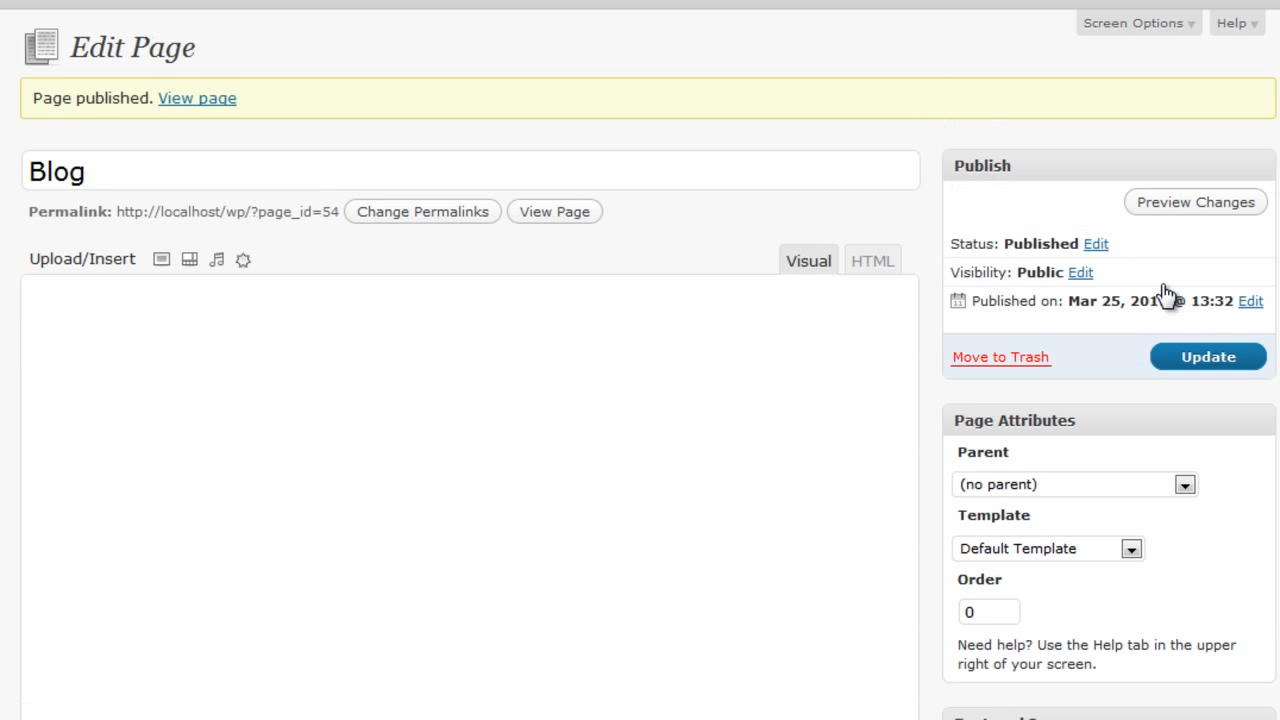 Screen Options
Help
Edit Page
Page published. View page
Blog
Permalink: http://localhost/wp/?page_id=54 Change Permalinks View Page
Upload/Insert
Visual HTML
Publish
Preview Changes
Status: Published Edit
Visibility: Public Edit
Published on: Mar 25, @ 13:32 Edit
Move to Trash
Update
Page Attributes
Parent
(no parent)
Template
Default Template
Order
0
Need help? Use the Help tab in the upper
right of your screen.